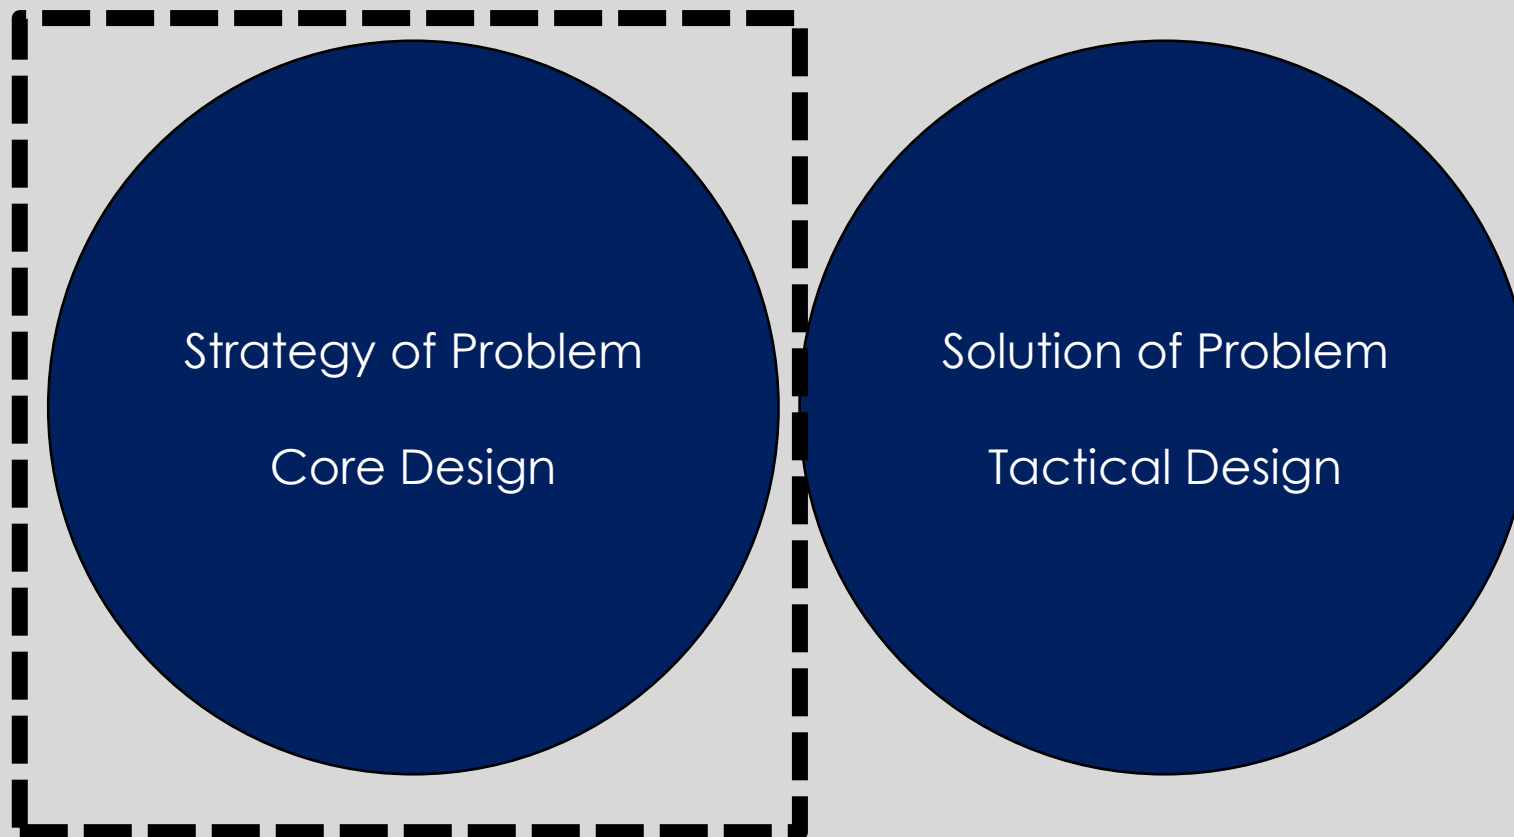 Strategy of Problem
Core Design
Solution of Problem
Tactical Design